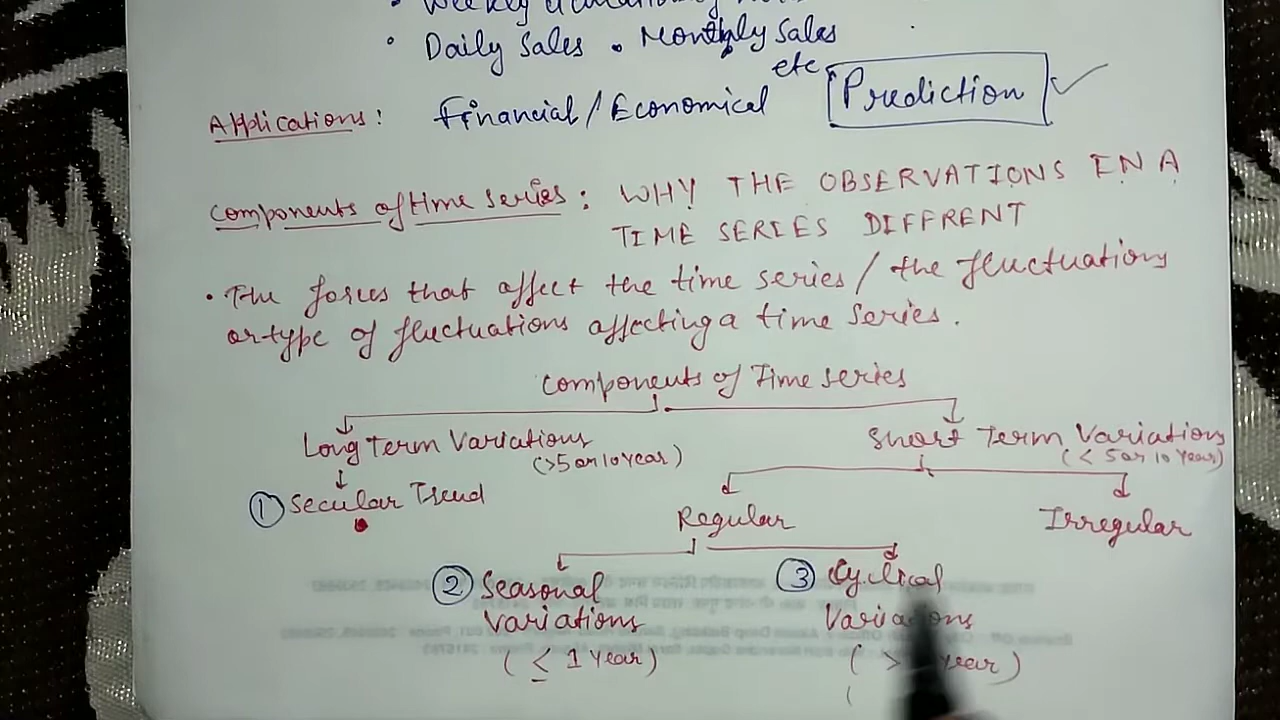 • Weekly
• Daily Sales • Monthly Sales
etc
Applications: Financial/Economical Prediction ✓
Components of time series: WHY THE OBSERVATIONS IN A
TIME SERIES DIFFRENT
• The forces that affect the time series/ the fluctuations
or type of fluctuations affecting a time series.
Components of Time series
Long Term Variations Short Term Variations
(>5 or 10 year) (< 5 or 10 Year)
① Secular Trend
Regular Irregular
② Seasonal ③ Cyclical
Variations Variations
(≤ 1 Year) (> Year)
(